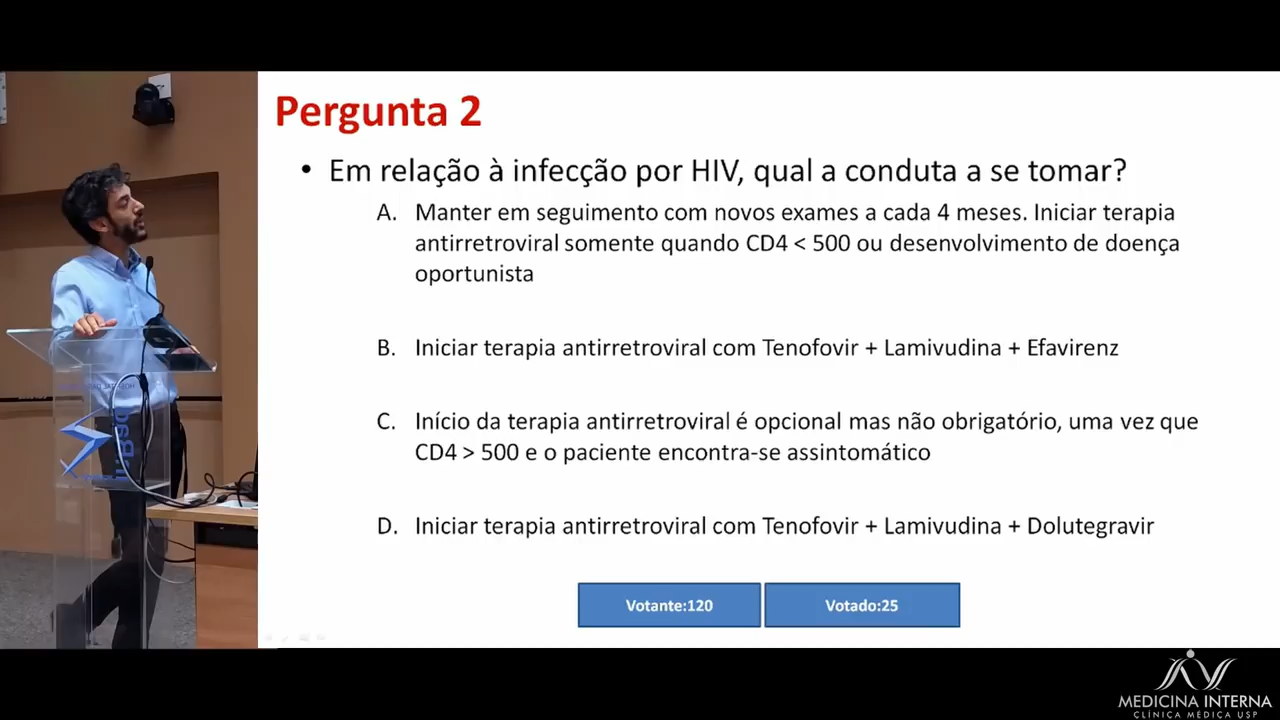 Pergunta 2
• Em relação à infecção por HIV, qual a conduta a se tomar?
A. Manter em seguimento com novos exames a cada 4 meses. Iniciar terapia
antirretroviral somente quando CD4 < 500 ou desenvolvimento de doença
oportunista
B. Iniciar terapia antirretroviral com Tenofovir + Lamivudina + Efavirenz
C. Início da terapia antirretroviral é opcional mas não obrigatório, uma vez que
CD4 > 500 e o paciente encontra-se assintomático
D. Iniciar terapia antirretroviral com Tenofovir + Lamivudina + Dolutegravir
Votante:120
Votado:25
MEDICINA INTERNA
CLÍNICA MÉDICA USP